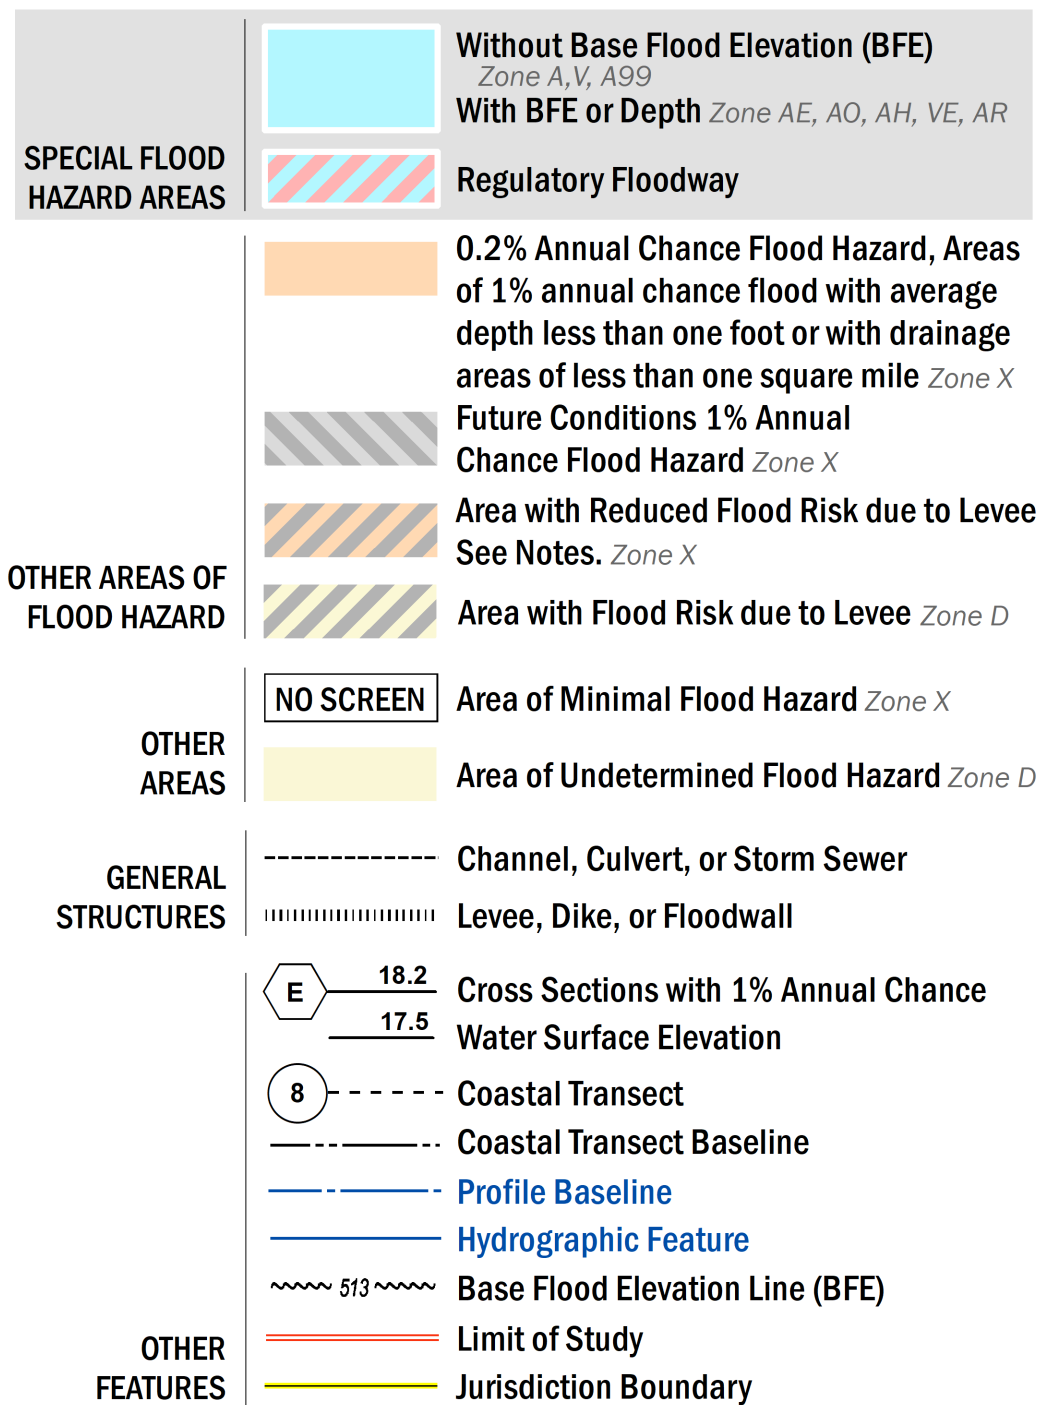 SPECIAL FLOOD
HAZARD AREAS
Without Base Flood Elevation (BFE)
Zone A,V, A99
With BFE or Depth Zone AE, AO, AH, VE, AR
Regulatory Floodway
OTHER AREAS OF
FLOOD HAZARD
0.2% Annual Chance Flood Hazard, Areas
of 1% annual chance flood with average
depth less than one foot or with drainage
areas of less than one square mile Zone X
Future Conditions 1% Annual
Chance Flood Hazard Zone X
Area with Reduced Flood Risk due to Levee
See Notes. Zone X
Area with Flood Risk due to Levee Zone D
OTHER
AREAS
NO SCREEN Area of Minimal Flood Hazard Zone X
Area of Undetermined Flood Hazard Zone D
GENERAL
STRUCTURES
Channel, Culvert, or Storm Sewer
Levee, Dike, or Floodwall
OTHER
FEATURES
E 18.2 Cross Sections with 1% Annual Chance
17.5 Water Surface Elevation
8 Coastal Transect
Coastal Transect Baseline
Profile Baseline
Hydrographic Feature
513 Base Flood Elevation Line (BFE)
Limit of Study
Jurisdiction Boundary